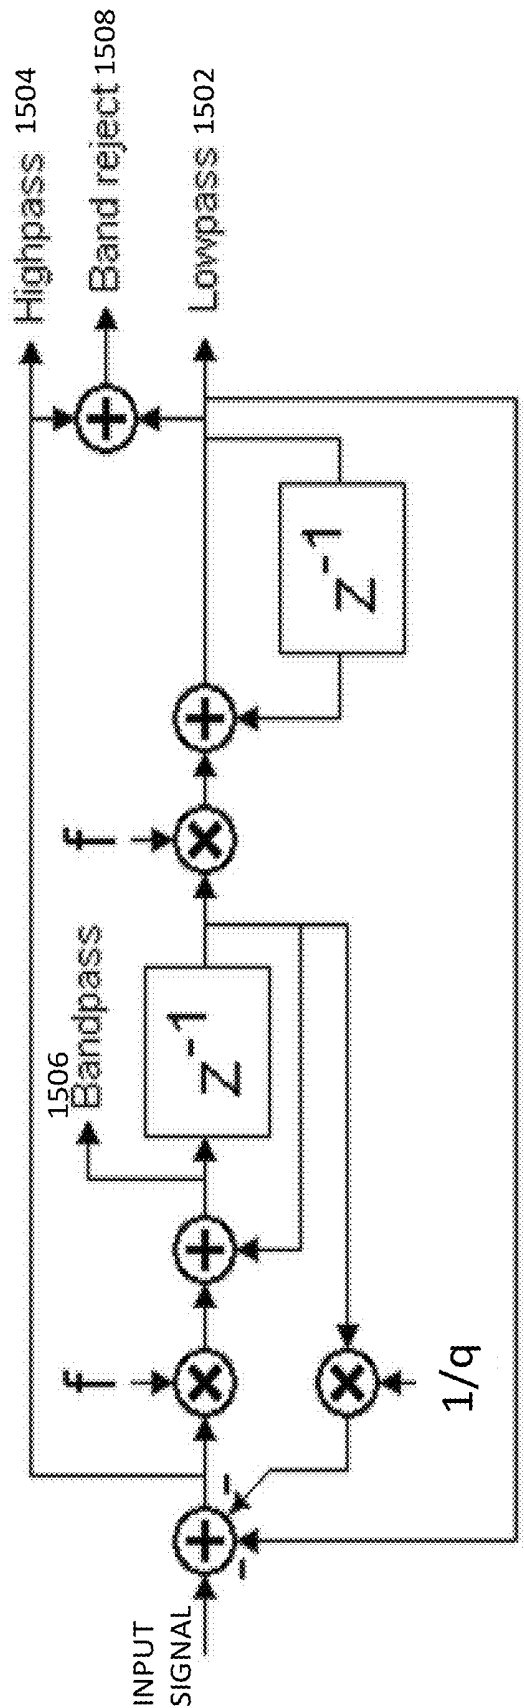 Highpass 1504
Band reject 1508
Lowpass 1502
1506
Bandpass
f
f
+
×
+
×
+
+
z-1
z-1
×
1/q
-
-
INPUT
SIGNAL